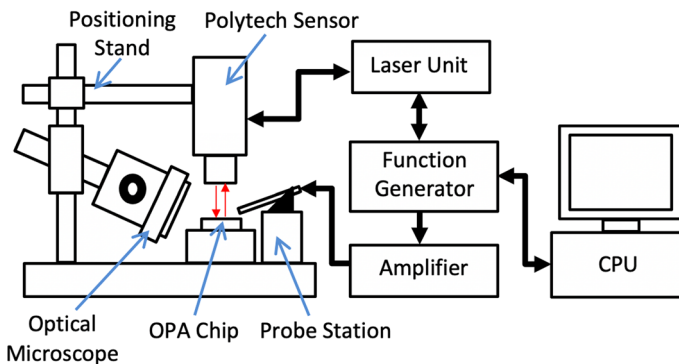 Positioning
Stand
Polytech Sensor
Laser Unit
Function
Generator
Amplifier
CPU
Optical
Microscope
OPA Chip
Probe Station